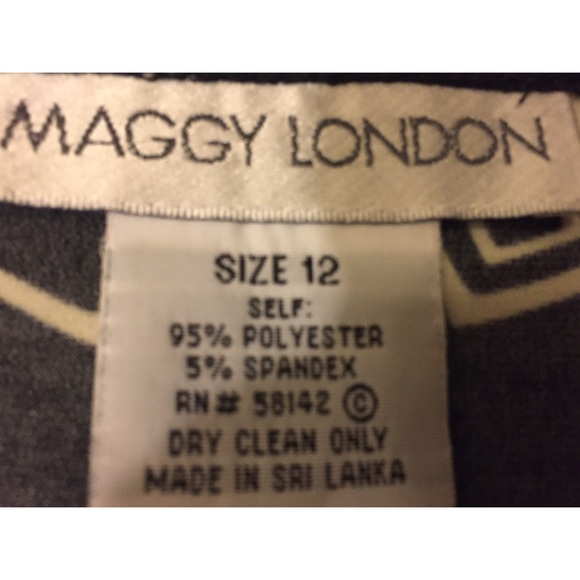 MAGGY LONDON
SIZE 12
SELF:
95% POLYESTER
5% SPANDEX
RN# 58142 ©
DRY CLEAN ONLY
MADE IN SRI LANKA